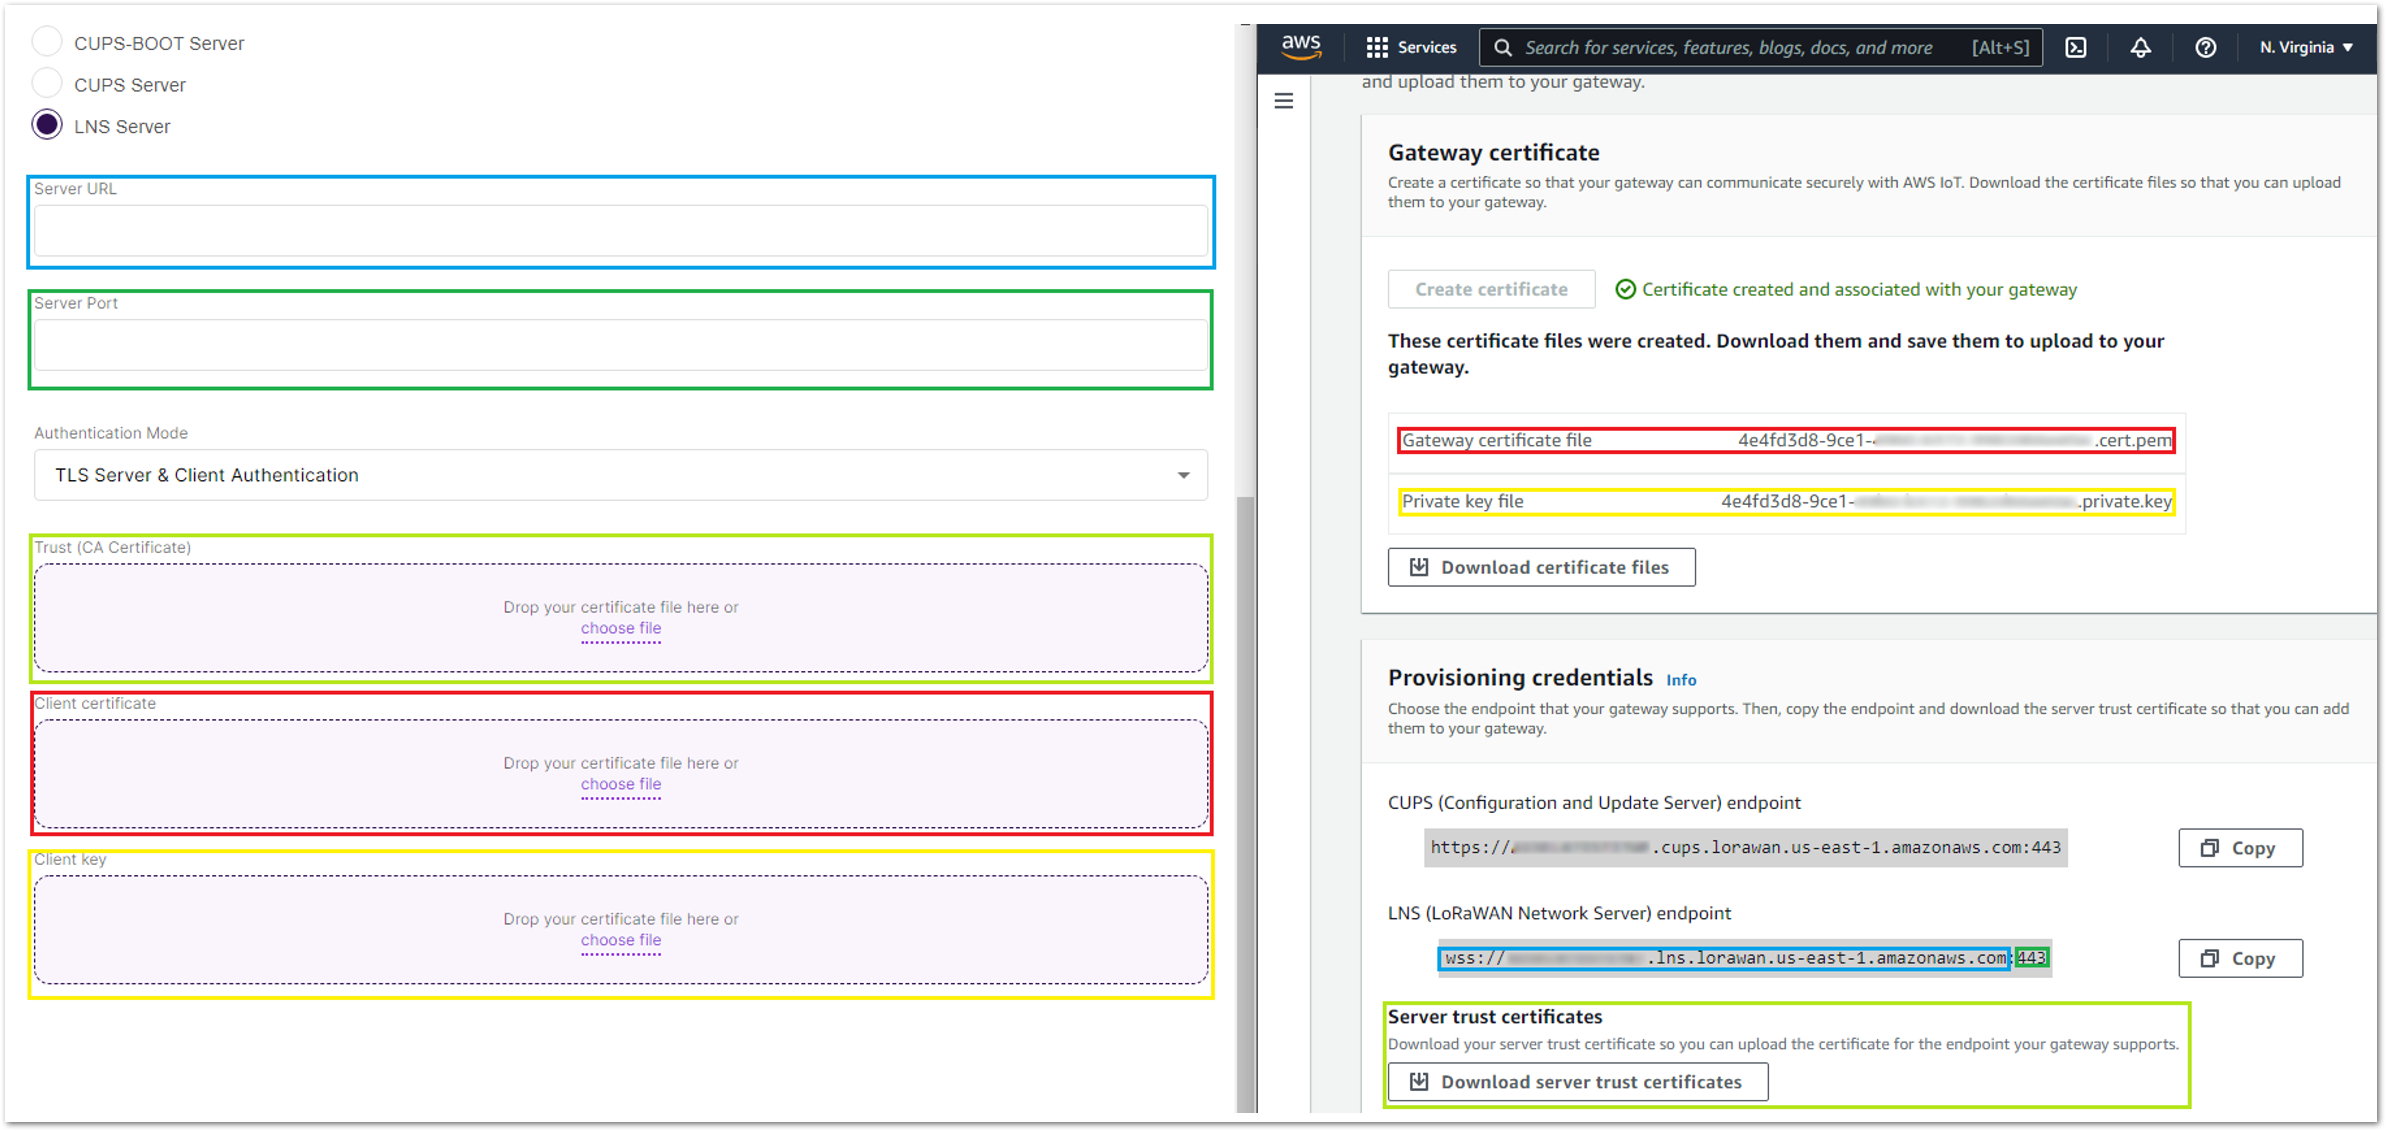 CUPS-BOOT Server
CUPS Server
LNS Server
Server URL
Server Port
Authentication Mode
TLS Server & Client Authentication
Trust (CA Certificate)
Drop your certificate file here or
choose file
Client certificate
Drop your certificate file here or
choose file
Client key
Drop your certificate file here or
choose file
aws Services Search for services, features, blogs, docs, and more [Alt+S] N. Virginia
and upload them to your gateway.
Gateway certificate
Create a certificate so that your gateway can communicate securely with AWS IoT. Download the certificate files so that you can upload
them to your gateway.
Create certificate Certificate created and associated with your gateway
These certificate files were created. Download them and save them to upload to your
gateway.
Gateway certificate file 4e4fd3d8-9ce1- .cert.pem
Private key file 4e4fd3d8-9ce1- .private.key
Download certificate files
Provisioning credentials Info
Choose the endpoint that your gateway supports. Then, copy the endpoint and download the server trust certificate so that you can add
them to your gateway.
CUPS (Configuration and Update Server) endpoint
https:// .cups.lorawan.us-east-1.amazonaws.com:443 Copy
LNS (LoRaWAN Network Server) endpoint
wss:// .lns.lorawan.us-east-1.amazonaws.com:443 Copy
Server trust certificates
Download your server trust certificate so you can upload the certificate for the endpoint your gateway supports.
Download server trust certificates